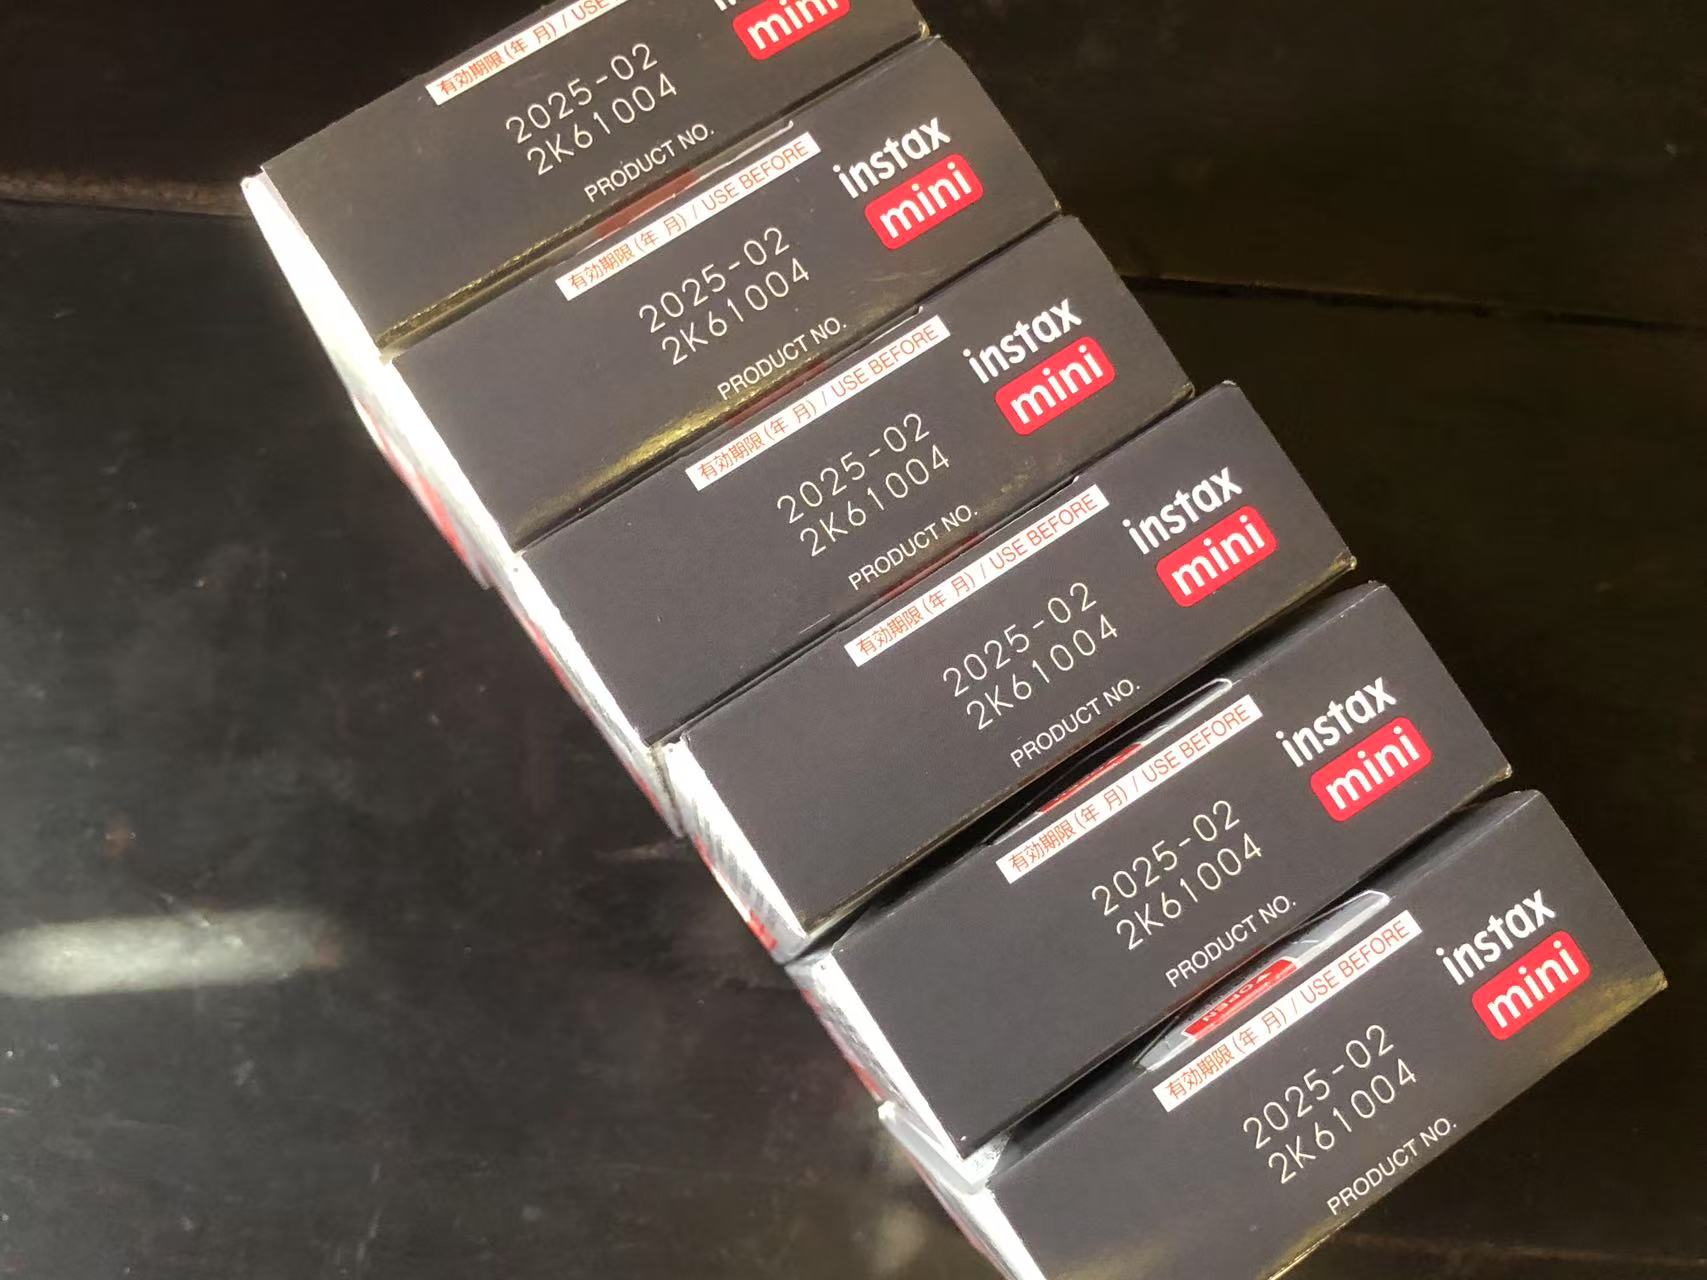 有効期限(年 月) / USE
mini
2025-02
2K61004
PRODUCT NO.
有効期限(年 月) / USE BEFORE
instax
mini
2025-02
2K61004
PRODUCT NO.
有効期限(年 月) / USE BEFORE
instax
mini
2025-02
2K61004
PRODUCT NO.
有効期限(年 月) / USE BEFORE
instax
mini
2025-02
2K61004
PRODUCT NO.
有効期限(年 月) / USE BEFORE
instax
mini
2025-02
2K61004
PRODUCT NO.
OPEN
有効期限(年 月) / USE BEFORE
instax
mini
2025-02
2K61004
PRODUCT NO.